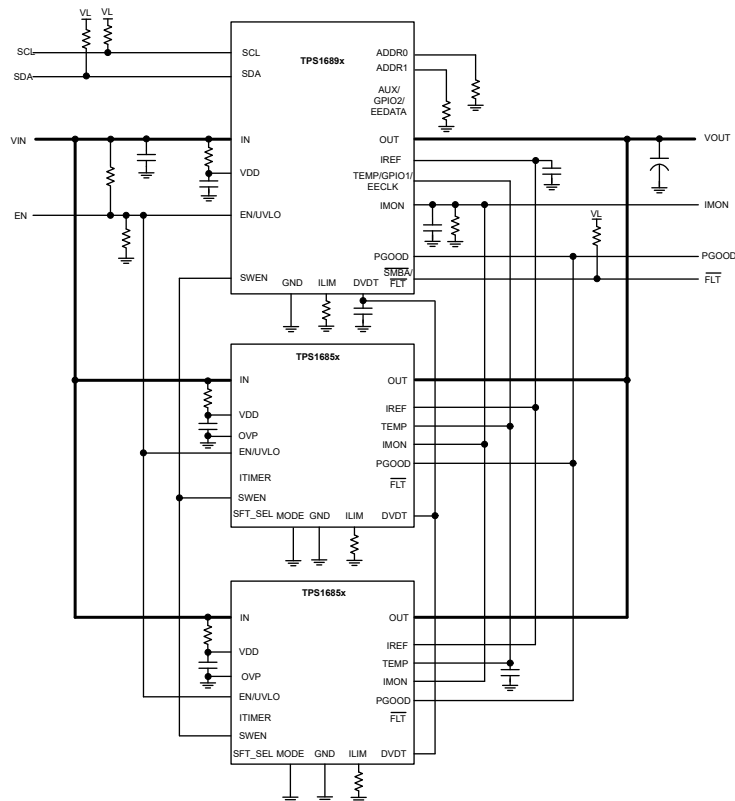 VL VL
SCL SCL TPS1689x ADDR0
SDA SDA ADDR1
AUX/
GPIO2/
EEDATA
VIN IN OUT VOUT
IREF
VDD TEMP/GPIO1/
EECLK
EN EN/UVLO IMON IMON
VL
PGOOD PGOOD
SWEN SMBA/
FLT FLT
GND ILIM DVDT
TPS1685x
IN OUT
IREF
VDD TEMP
OVP IMON
EN/UVLO PGOOD
ITIMER FLT
SWEN
SFT_SEL MODE GND ILIM DVDT
TPS1685x
IN OUT
IREF
VDD TEMP
OVP IMON
EN/UVLO PGOOD
ITIMER FLT
SWEN
SFT_SEL MODE GND ILIM DVDT